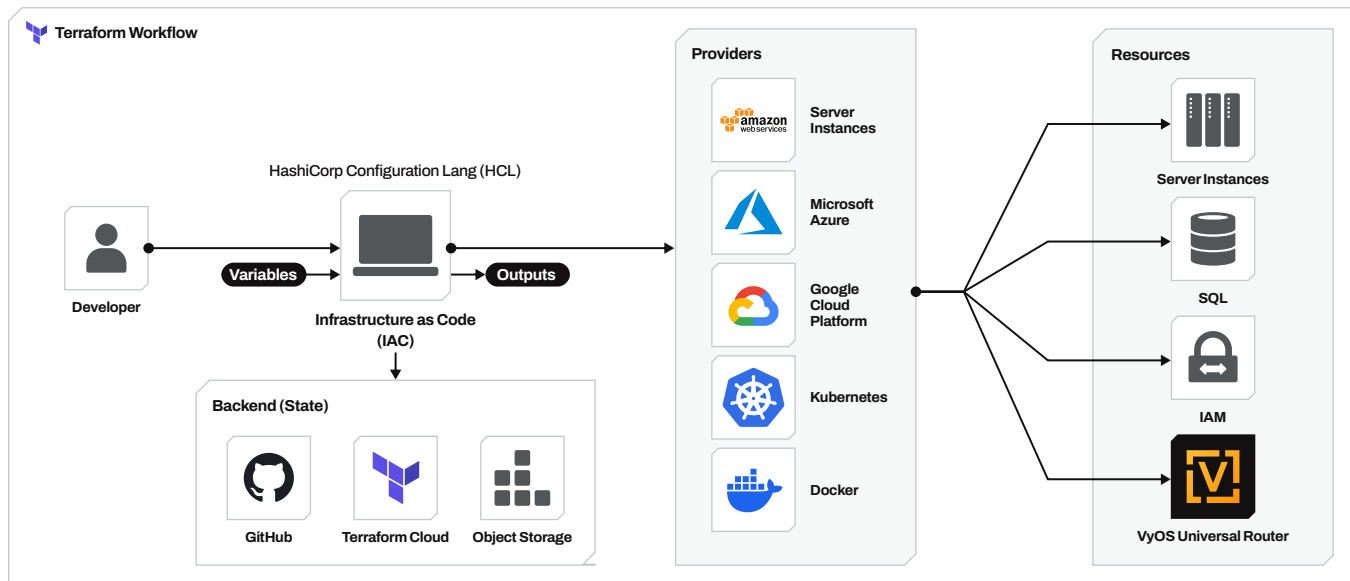 Terraform Workflow
Providers
Resources
amazon
webservices
Server
Instances
HashiCorp Configuration Lang (HCL)
Server Instances
Microsoft
Azure
Variables
Outputs
Developer
Infrastructure as Code
(IAC)
Google
Cloud
Platform
SQL
Backend (State)
Kubernetes
IAM
Docker
V
GitHub
Terraform Cloud
Object Storage
VyOS Universal Router